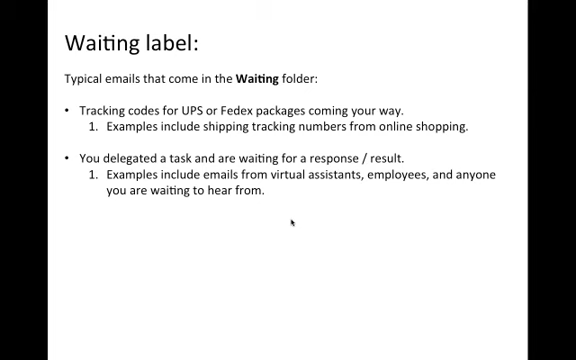 Waiting label:
Typical emails that come in the Waiting folder:
• Tracking codes for UPS or Fedex packages coming your way.
1. Examples include shipping tracking numbers from online shopping.
• You delegated a task and are waiting for a response / result.
1. Examples include emails from virtual assistants, employees, and anyone
you are waiting to hear from.